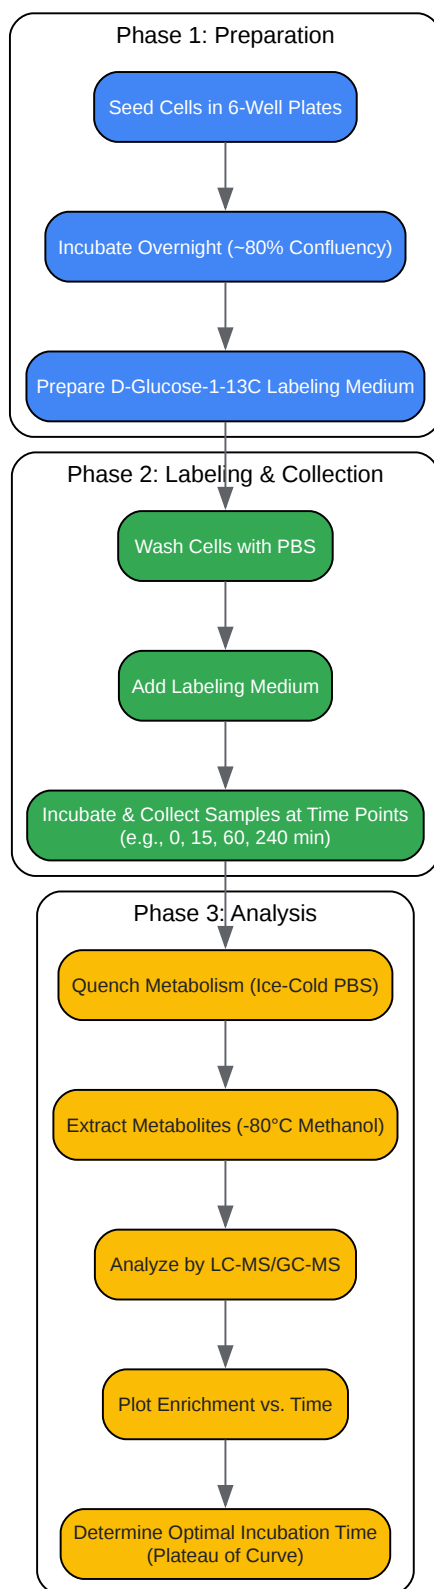 Phase 1: Preparation
Seed Cells in 6-Well Plates
Incubate Overnight (~80% Confluency)
Prepare D-Glucose-1-13C Labeling Medium
Phase 2: Labeling & Collection
Wash Cells with PBS
Add Labeling Medium
Incubate & Collect Samples at Time Points
(e.g., 0, 15, 60, 240 min)
Phase 3: Analysis
Quench Metabolism (Ice-Cold PBS)
Extract Metabolites (-80°C Methanol)
Analyze by LC-MS/GC-MS
Plot Enrichment vs. Time
Determine Optimal Incubation Time
(Plateau of Curve)